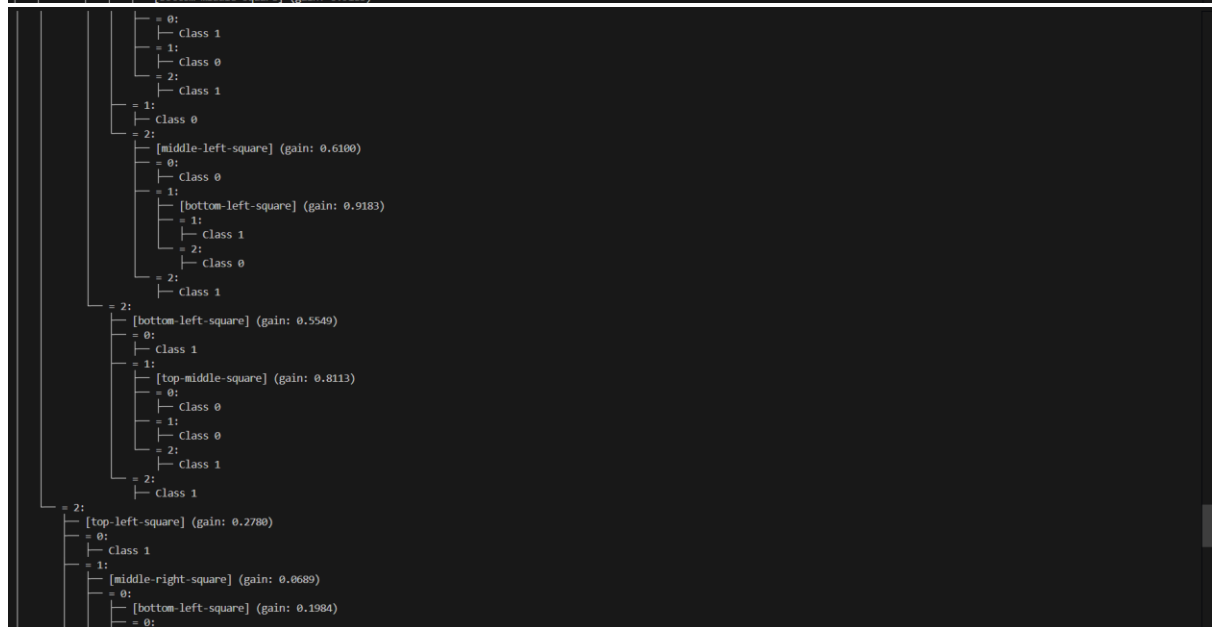 = 0:
Class 1
= 1:
Class 0
= 2:
Class 1
= 1:
Class 0
= 2:
[middle-left-square] (gain: 0.6100)
= 0:
Class 0
= 1:
[bottom-left-square] (gain: 0.9183)
= 1:
Class 1
= 2:
Class 0
= 2:
Class 1
= 2:
[bottom-left-square] (gain: 0.5549)
= 0:
Class 1
= 1:
[top-middle-square] (gain: 0.8113)
= 0:
Class 0
= 1:
Class 0
= 2:
Class 1
= 2:
Class 1
= 2:
[top-left-square] (gain: 0.2780)
= 0:
Class 1
= 1:
[middle-right-square] (gain: 0.0689)
= 0:
[bottom-left-square] (gain: 0.1984)
= 0: